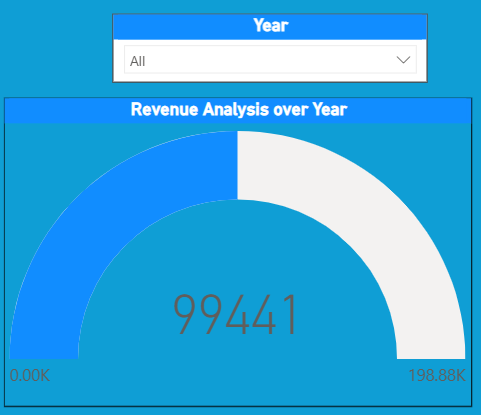 Year
All
Revenue Analysis over Year
99441
0.00K
198.88K